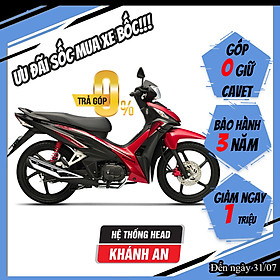 ƯU ĐÃI SỐC MUA XE BỐC!!!
TRẢ GÓP
0%
GÓP
0 GIỮ
CAVET
BẢO HÀNH
3 NĂM
GIẢM NGAY
1 TRIỆU
HỆ THỐNG HEAD
KHÁNH AN
Đến ngày 31/07